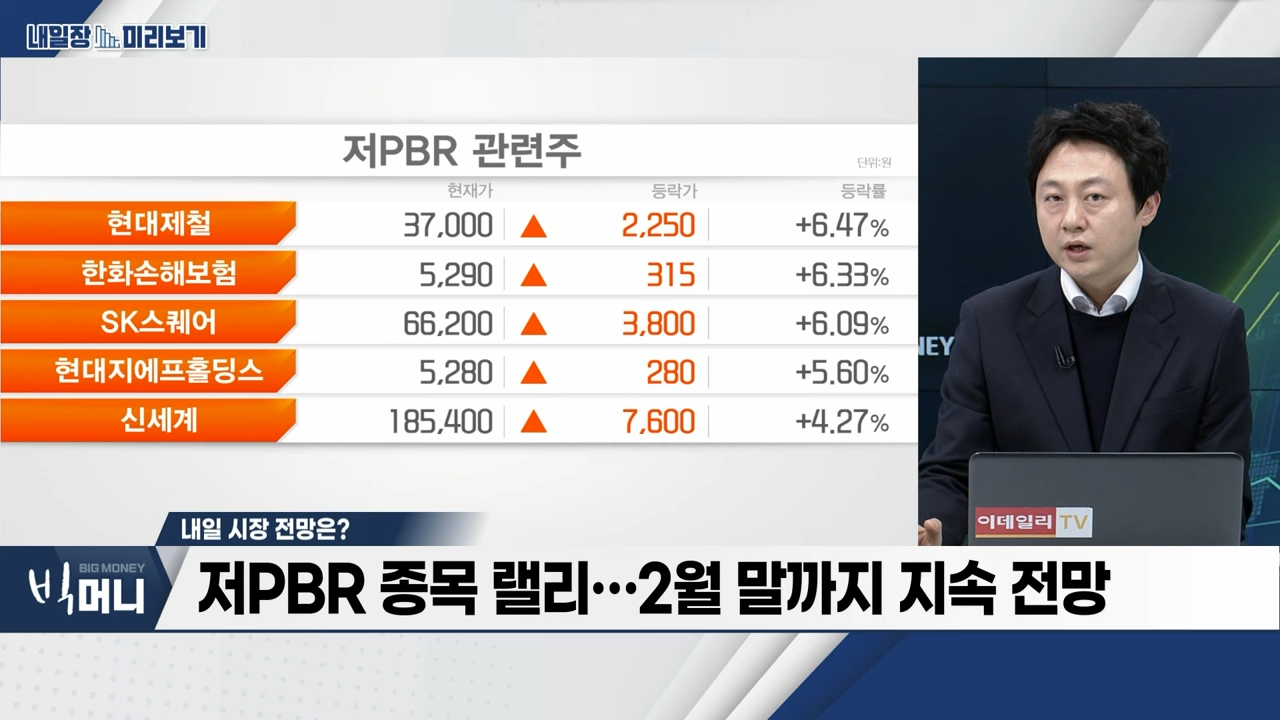 내일장 미리보기
저PBR 관련주
단위:원
현재가 등락가 등락률
현대제철 37,000 ▲ 2,250 +6.47%
한화손해보험 5,290 ▲ 315 +6.33%
SK스퀘어 66,200 ▲ 3,800 +6.09%
현대지에프홀딩스 5,280 ▲ 280 +5.60%
신세계 185,400 ▲ 7,600 +4.27%
NEY
이데일리 TV
내일 시장 전망은?
BIG MONEY
빅머니
저PBR 종목 랠리…2월 말까지 지속 전망